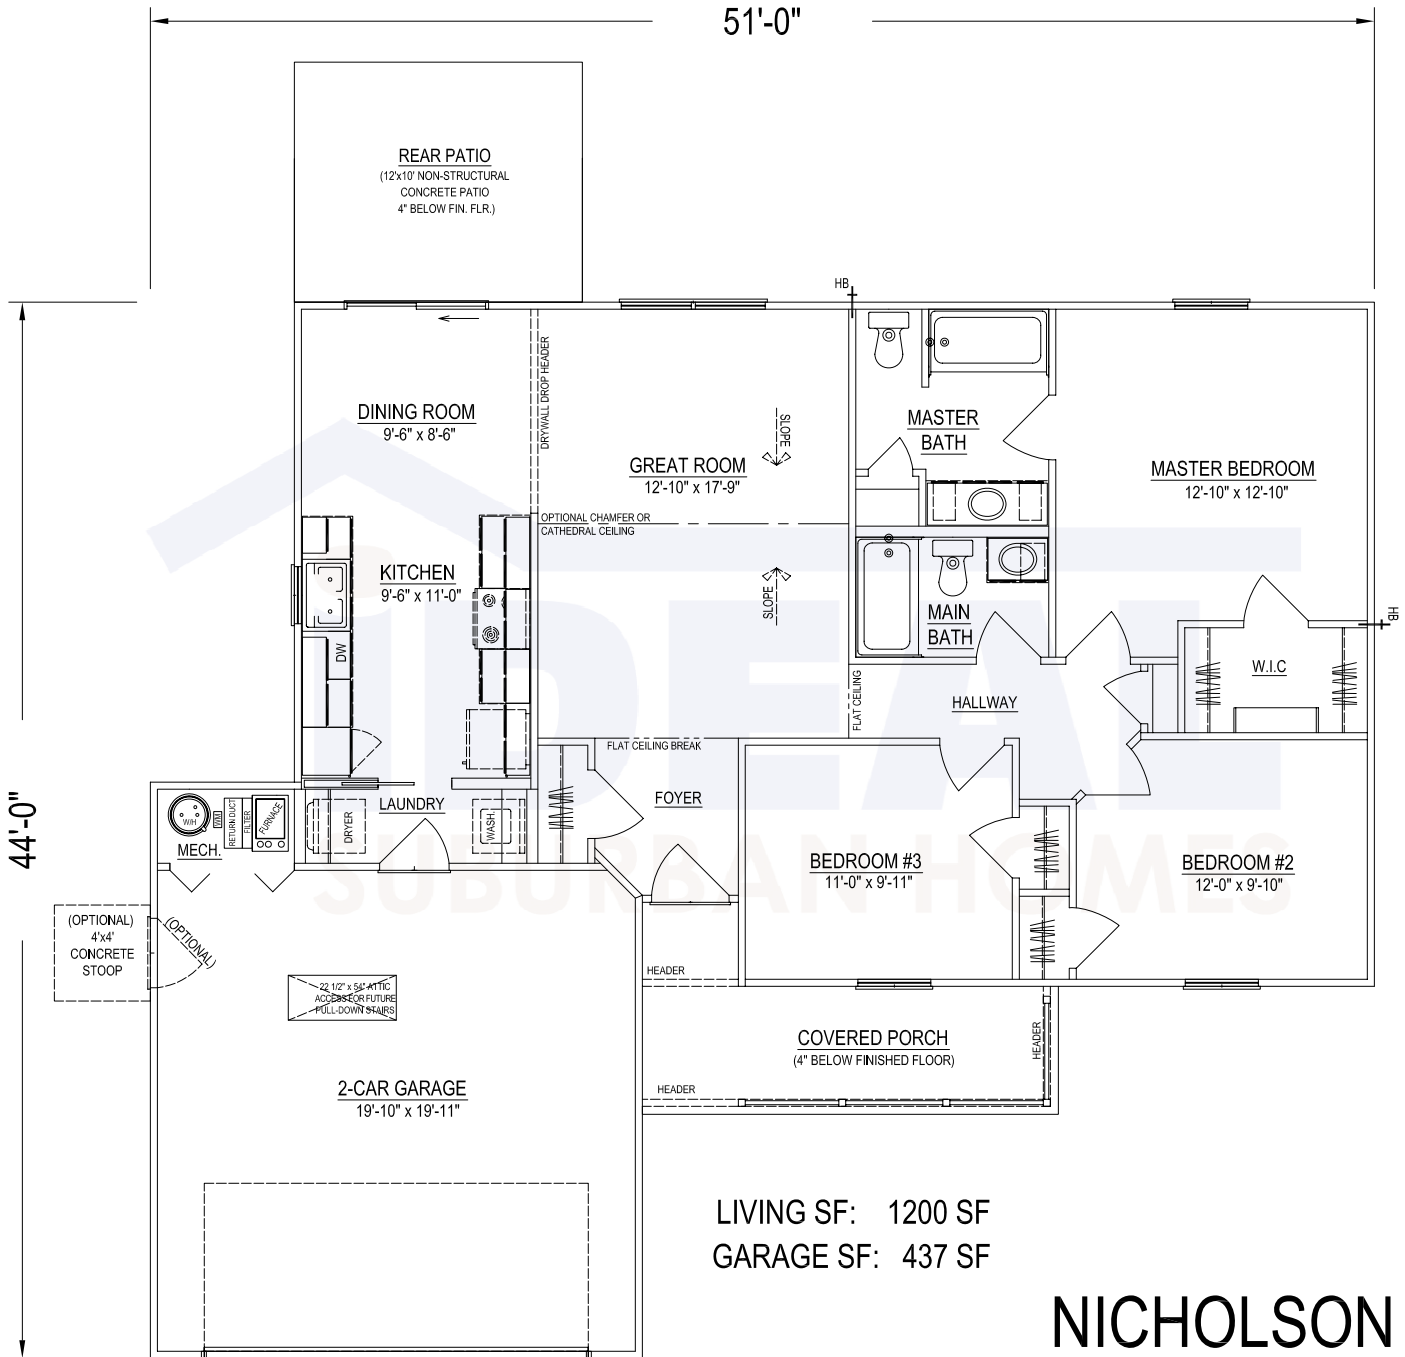 51'-0"
REAR PATIO
(12'x10' NON-STRUCTURAL
CONCRETE PATIO
4" BELOW FIN. FLR.)
HB
DRYWALL DROP HEADER
DINING ROOM
9'-6" x 8'-6"
SLOPE
MASTER
BATH
GREAT ROOM
12'-10" x 17'-9"
MASTER BEDROOM
12'-10" x 12'-10"
OPTIONAL CHAMFER OR
CATHEDRAL CEILING
KITCHEN
9'-6" x 11'-0"
SLOPE
MAIN
BATH
HB
DW
W.I.C
FLAT CEILING
HALLWAY
FLAT CEILING BREAK
44'-0"
LAUNDRY
FOYER
W/H
WM
RETURN DUCT
FILTER
FURNACE
DRYER
WASH.
MECH.
BEDROOM #3
11'-0" x 9'-11"
BEDROOM #2
12'-0" x 9'-10"
iDEAL
SUBURBAN HOMES
(OPTIONAL)
4'x4'
CONCRETE
STOOP
(OPTIONAL)
HEADER
22 1/2" x 54" ATTIC
ACCESS FOR FUTURE
PULL-DOWN STAIRS
COVERED PORCH
(4" BELOW FINISHED FLOOR)
HEADER
HEADER
2-CAR GARAGE
19'-10" x 19'-11"
LIVING SF: 1200 SF
GARAGE SF: 437 SF
NICHOLSON